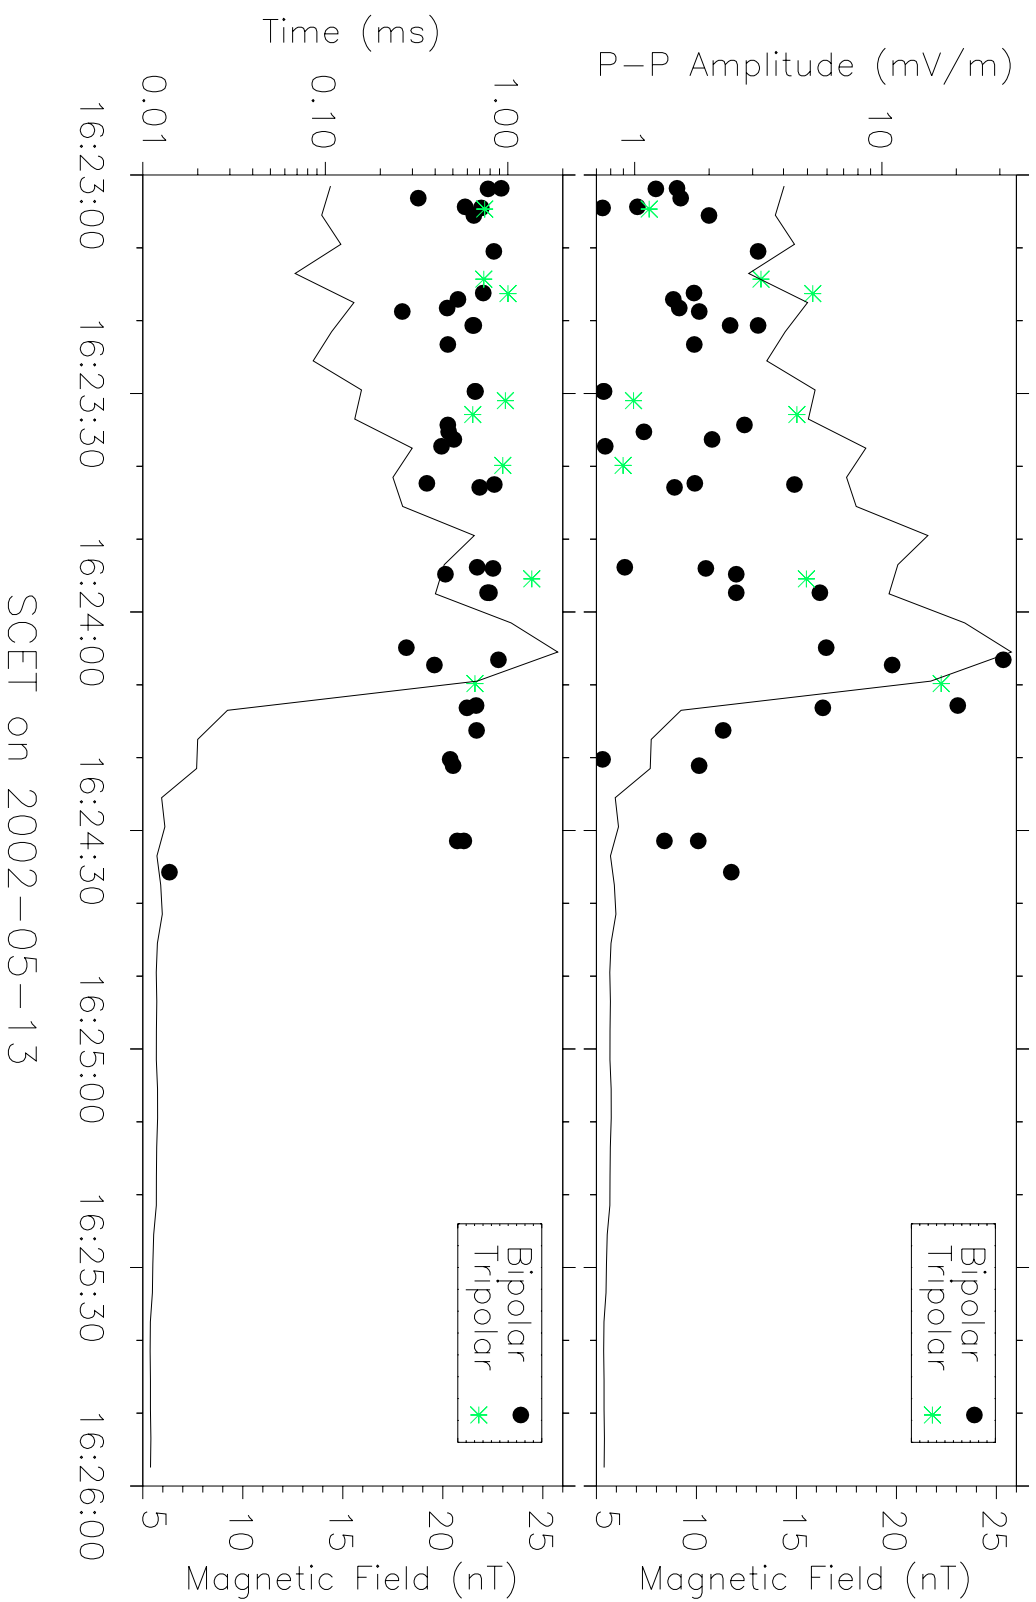 P-P Amplitude (mV/m)
1
10
5
10
15
20
25
Magnetic Field (nT)
Bipolar
Tripolar
Time (ms)
0.01
0.10
1.00
5
10
15
20
25
Magnetic Field (nT)
Bipolar
Tripolar
16:23:00
16:23:30
16:24:00
16:24:30
16:25:00
16:25:30
16:26:00
SCET on 2002-05-13